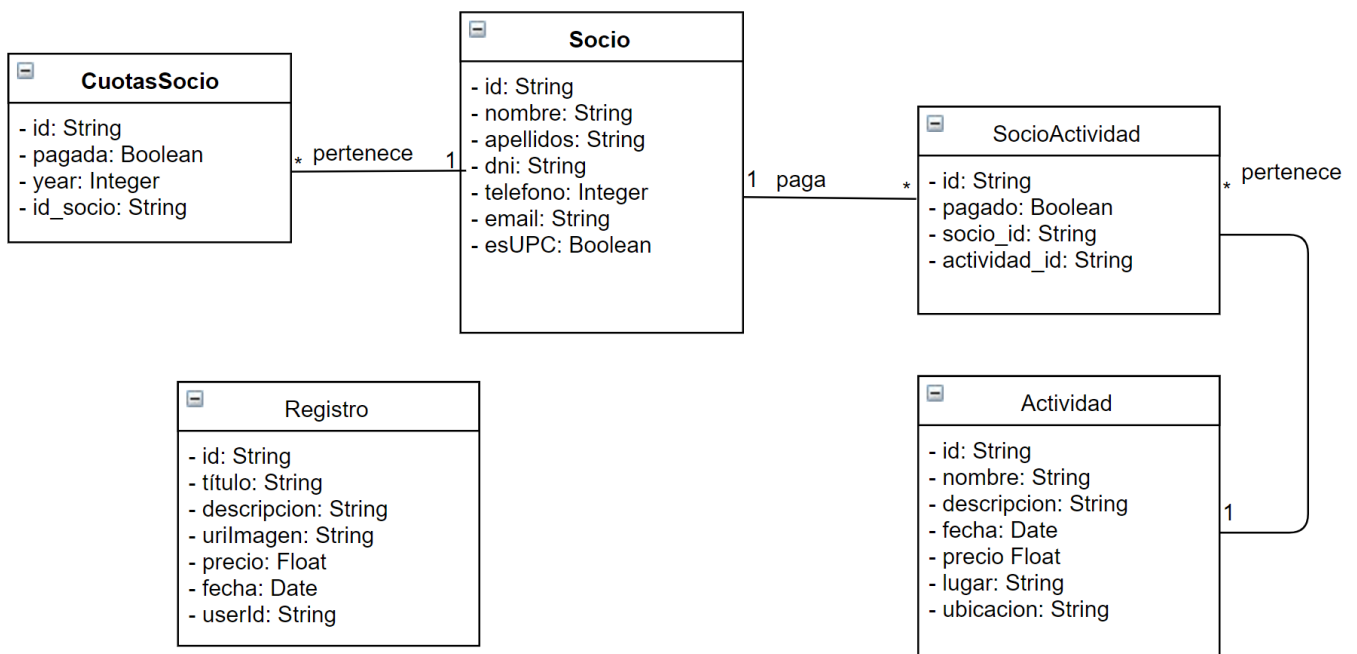 CuotasSocio
- id: String
- pagada: Boolean
- year: Integer
- id_socio: String
* pertenece 1
Socio
- id: String
- nombre: String
- apellidos: String
- dni: String
- telefono: Integer
- email: String
- esUPC: Boolean
1 paga *
SocioActividad
- id: String
- pagado: Boolean
- socio_id: String
- actividad_id: String
* pertenece
1
Registro
- id: String
- título: String
- descripcion: String
- uriImagen: String
- precio: Float
- fecha: Date
- userId: String
Actividad
- id: String
- nombre: String
- descripcion: String
- fecha: Date
- precio Float
- lugar: String
- ubicacion: String